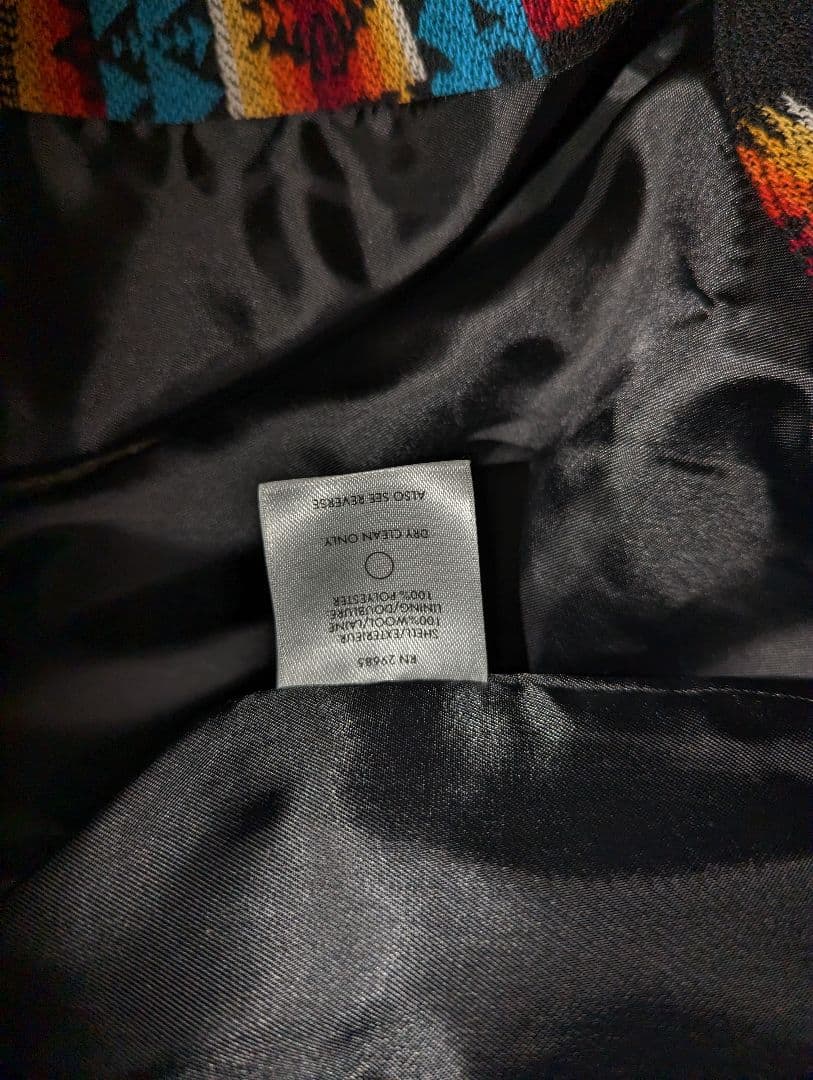 RN 29685
SHELL/EXTERIEUR
100% WOOL/LAINE
LINING/DOUBLURE
100% POLYESTER
DRY CLEAN ONLY
ALSO SEE REVERSE